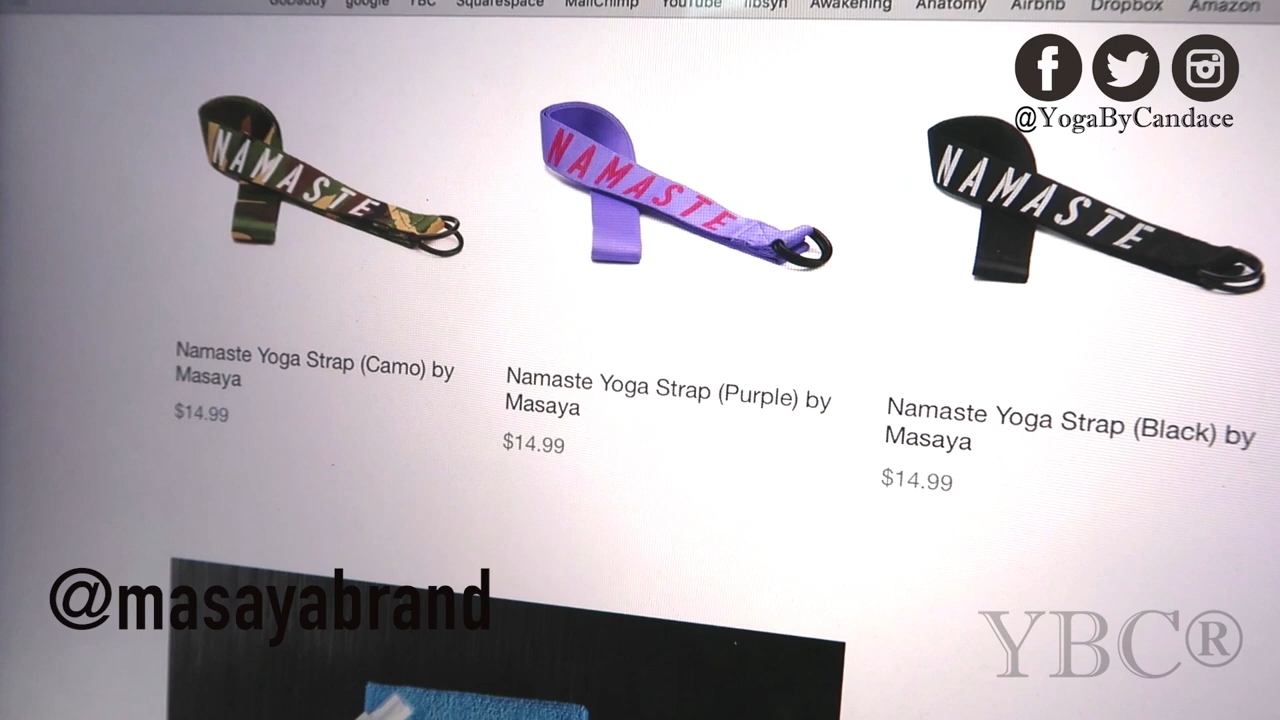 GoDaddy google YBC Squarespace MailChimp YouTube libsyn Awakening Anatomy Airbnb Dropbox Amazon
@YogaByCandace
NAMASTE
NAMASTE
NAMASTE
Namaste Yoga Strap (Camo) by
Masaya
$14.99
Namaste Yoga Strap (Purple) by
Masaya
$14.99
Namaste Yoga Strap (Black) by
Masaya
$14.99
@masayabrand
YBC®